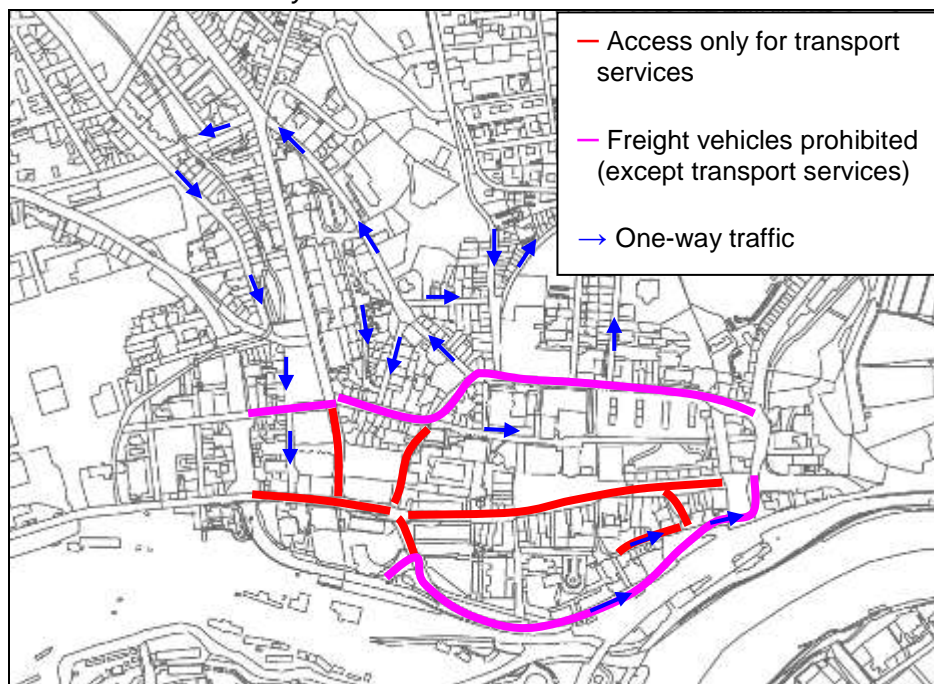 Access only for transport
services
Freight vehicles prohibited
(except transport services)
One-way traffic